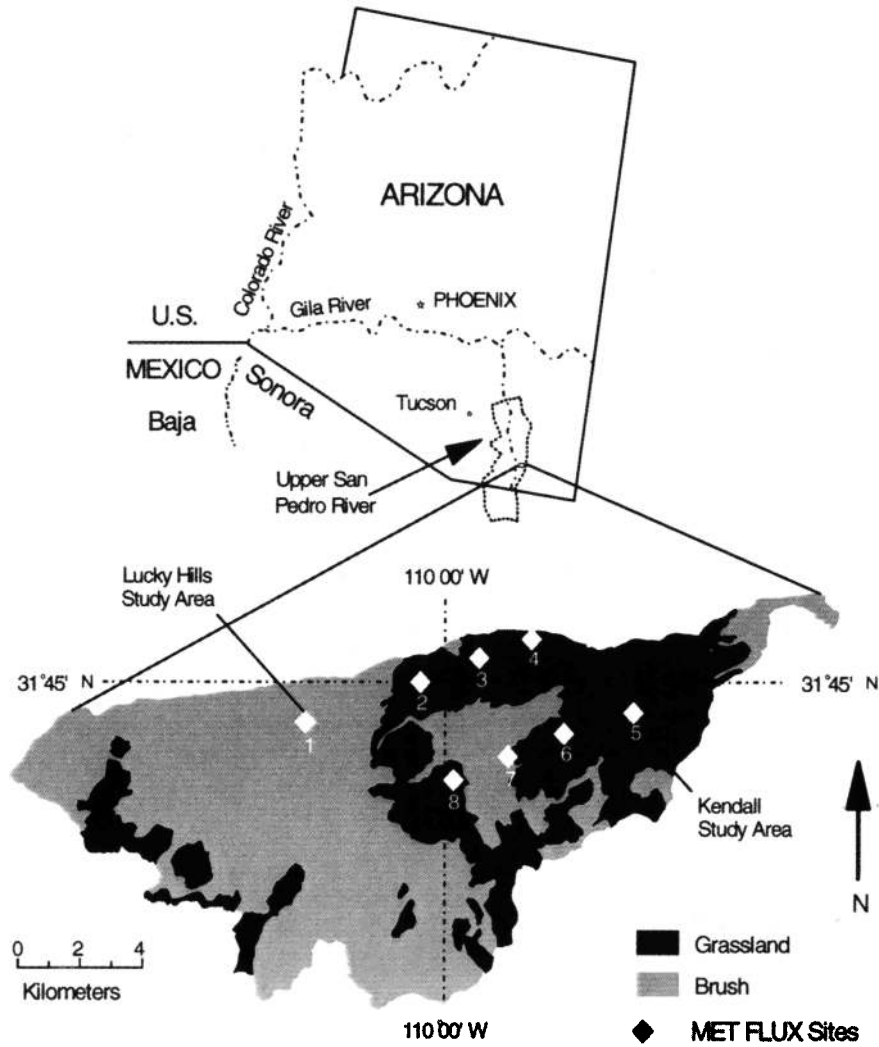 ARIZONA
Colorado River
Gila River
PHOENIX
U.S.
MEXICO
Sonora
Baja
Tucson
Upper San
Pedro River
Lucky Hills
Study Area
110 00' W
31°45' N
31°45' N
4
3
2
1
5
6
7
8
Kendall
Study Area
N
0 2 4
Kilometers
Grassland
Brush
MET FLUX Sites
110 00' W